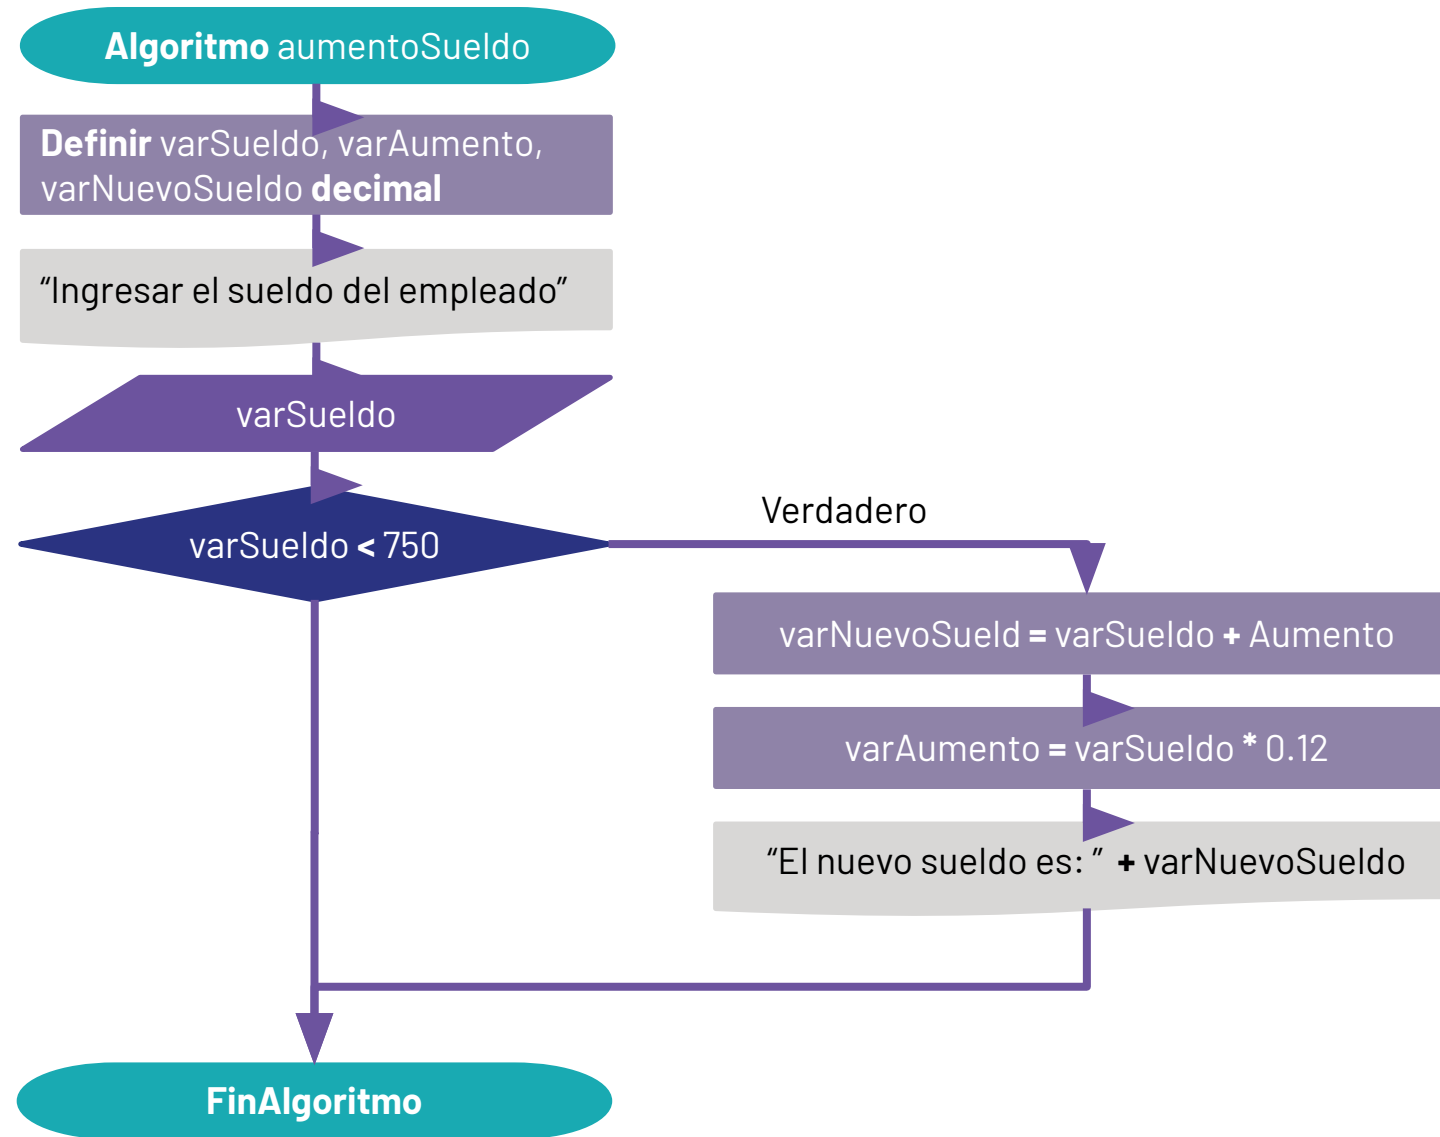 Algoritmo aumentoSueldo
Definir varSueldo, varAumento,
varNuevoSueldo decimal
“Ingresar el sueldo del empleado”
varSueldo
varSueldo < 750
Verdadero
varNuevoSueld = varSueldo + Aumento
varAumento = varSueldo * 0.12
“El nuevo sueldo es: ” + varNuevoSueldo
FinAlgoritmo